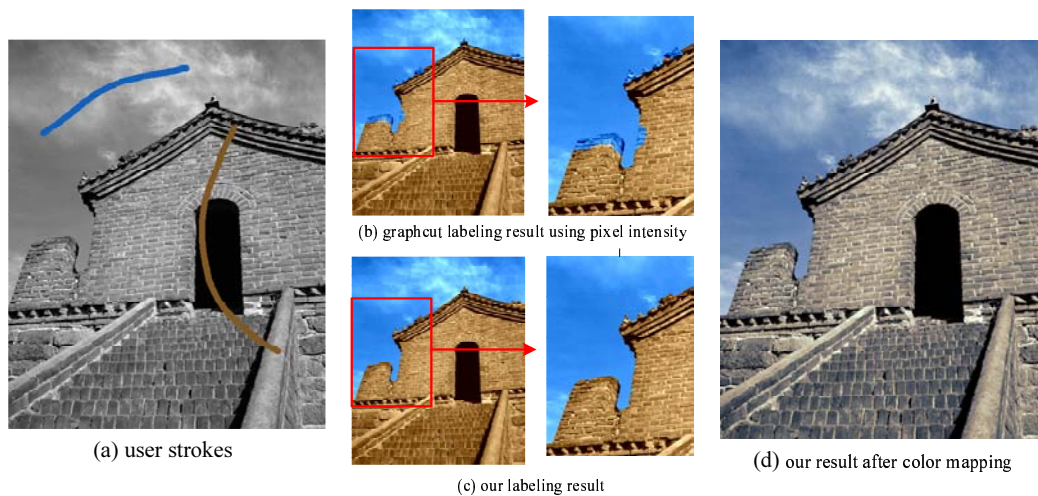 (a) user strokes
(b) graphcut labeling result using pixel intensity
(c) our labeling result
(d) our result after color mapping